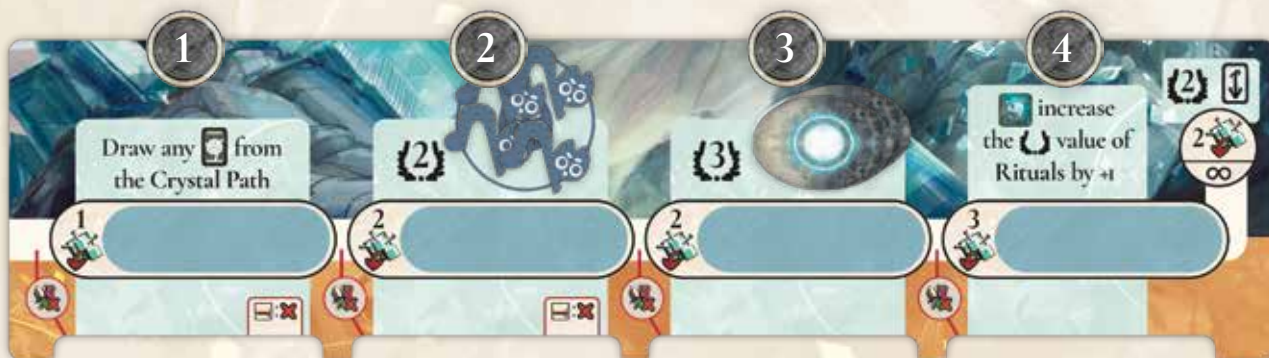 1
2
3
4
Draw any from
the Crystal Path
2
3
increase
the value of
Rituals by +1
2
2
∞
1
2
2
3